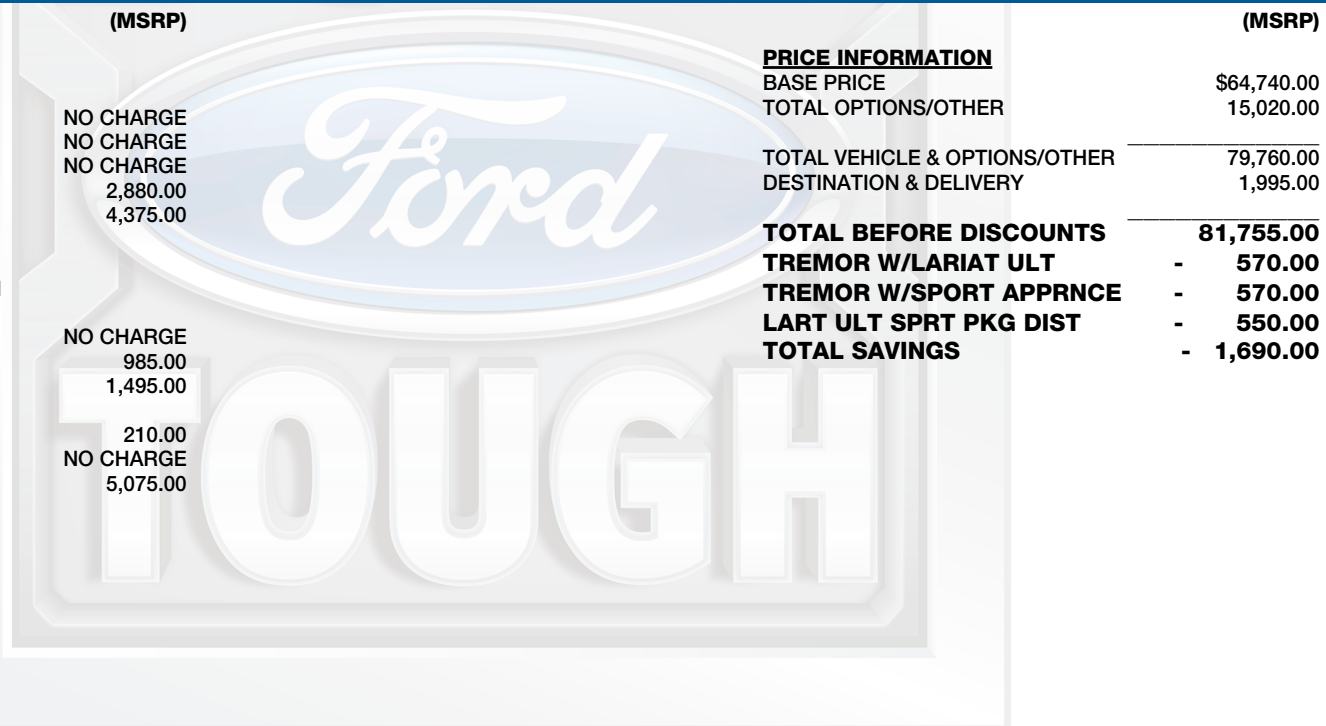 (MSRP)
NO CHARGE
NO CHARGE
NO CHARGE
2,880.00
4,375.00
NO CHARGE
985.00
1,495.00
210.00
NO CHARGE
5,075.00
Ford
TOUGH
(MSRP)
PRICE INFORMATION
BASE PRICE $64,740.00
TOTAL OPTIONS/OTHER 15,020.00
TOTAL VEHICLE & OPTIONS/OTHER 79,760.00
DESTINATION & DELIVERY 1,995.00
TOTAL BEFORE DISCOUNTS 81,755.00
TREMOR W/LARIAT ULT - 570.00
TREMOR W/SPORT APPRNCE - 570.00
LART ULT SPRT PKG DIST - 550.00
TOTAL SAVINGS - 1,690.00